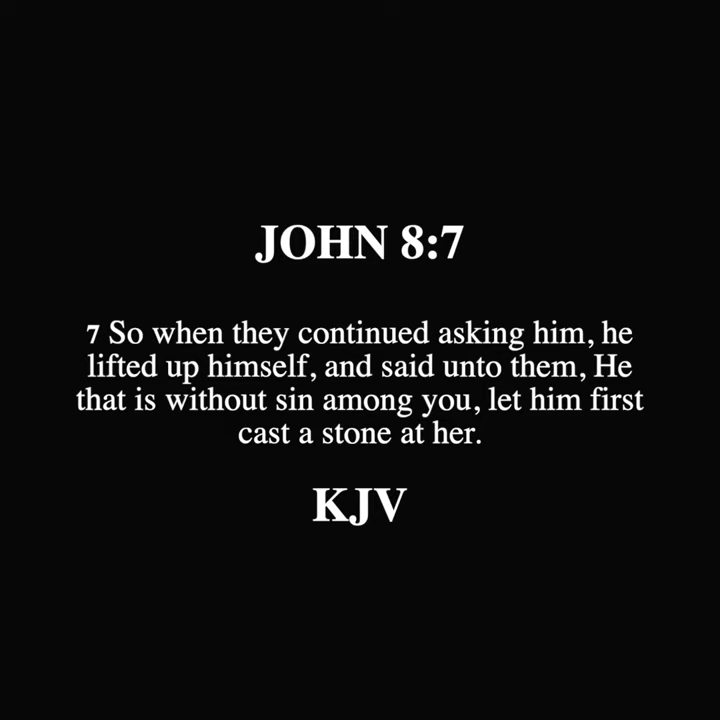 JOHN 8:7
7 So when they continued asking him, he
lifted up himself, and said unto them, He
that is without sin among you, let him first
cast a stone at her.
KJV